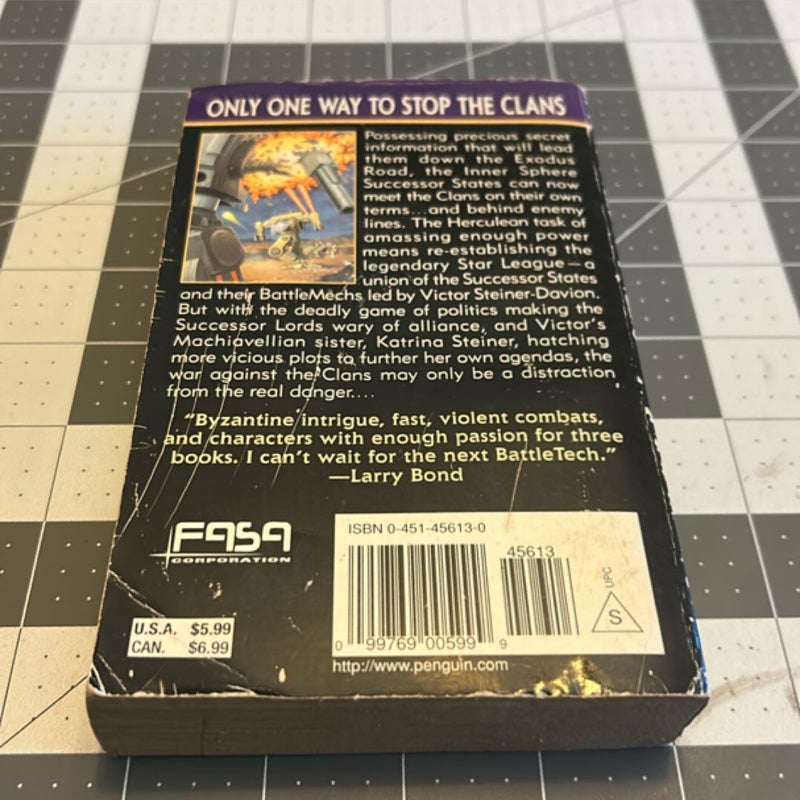 ONLY ONE WAY TO STOP THE CLANS
Possessing precious secret
information that will lead
them down the Exodus
Road, the Inner Sphere
Successor States can now
meet the Clans on their own
terms...and behind enemy
lines. The Herculean task of
amassing enough power
means re-establishing the
legendary Star League—a
union of the Successor States
and their BattleMechs led by Victor Steiner-Davion.
But with the deadly game of politics making the
Successor Lords wary of alliance, and Victor's
Machiavellian sister, Katrina Steiner, hatching
more vicious plots to further her own agendas, the
war against the Clans may only be a distraction
from the real danger....
"Byzantine intrigue, fast, violent combats,
and characters with enough passion for three
books. I can't wait for the next BattleTech."
—Larry Bond
FASA
CORPORATION
ISBN 0-451-45613-0
45613
UPC
S
0 99769 00599 9
U.S.A. $5.99
CAN. $6.99
http://www.penguin.com